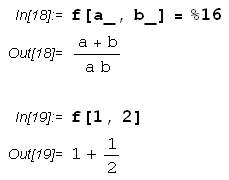 In[18]:= f[a_, b_] = %16
Out[18]= a + b
a b
In[19]:= f[1, 2]
Out[19]= 1 + 1
2